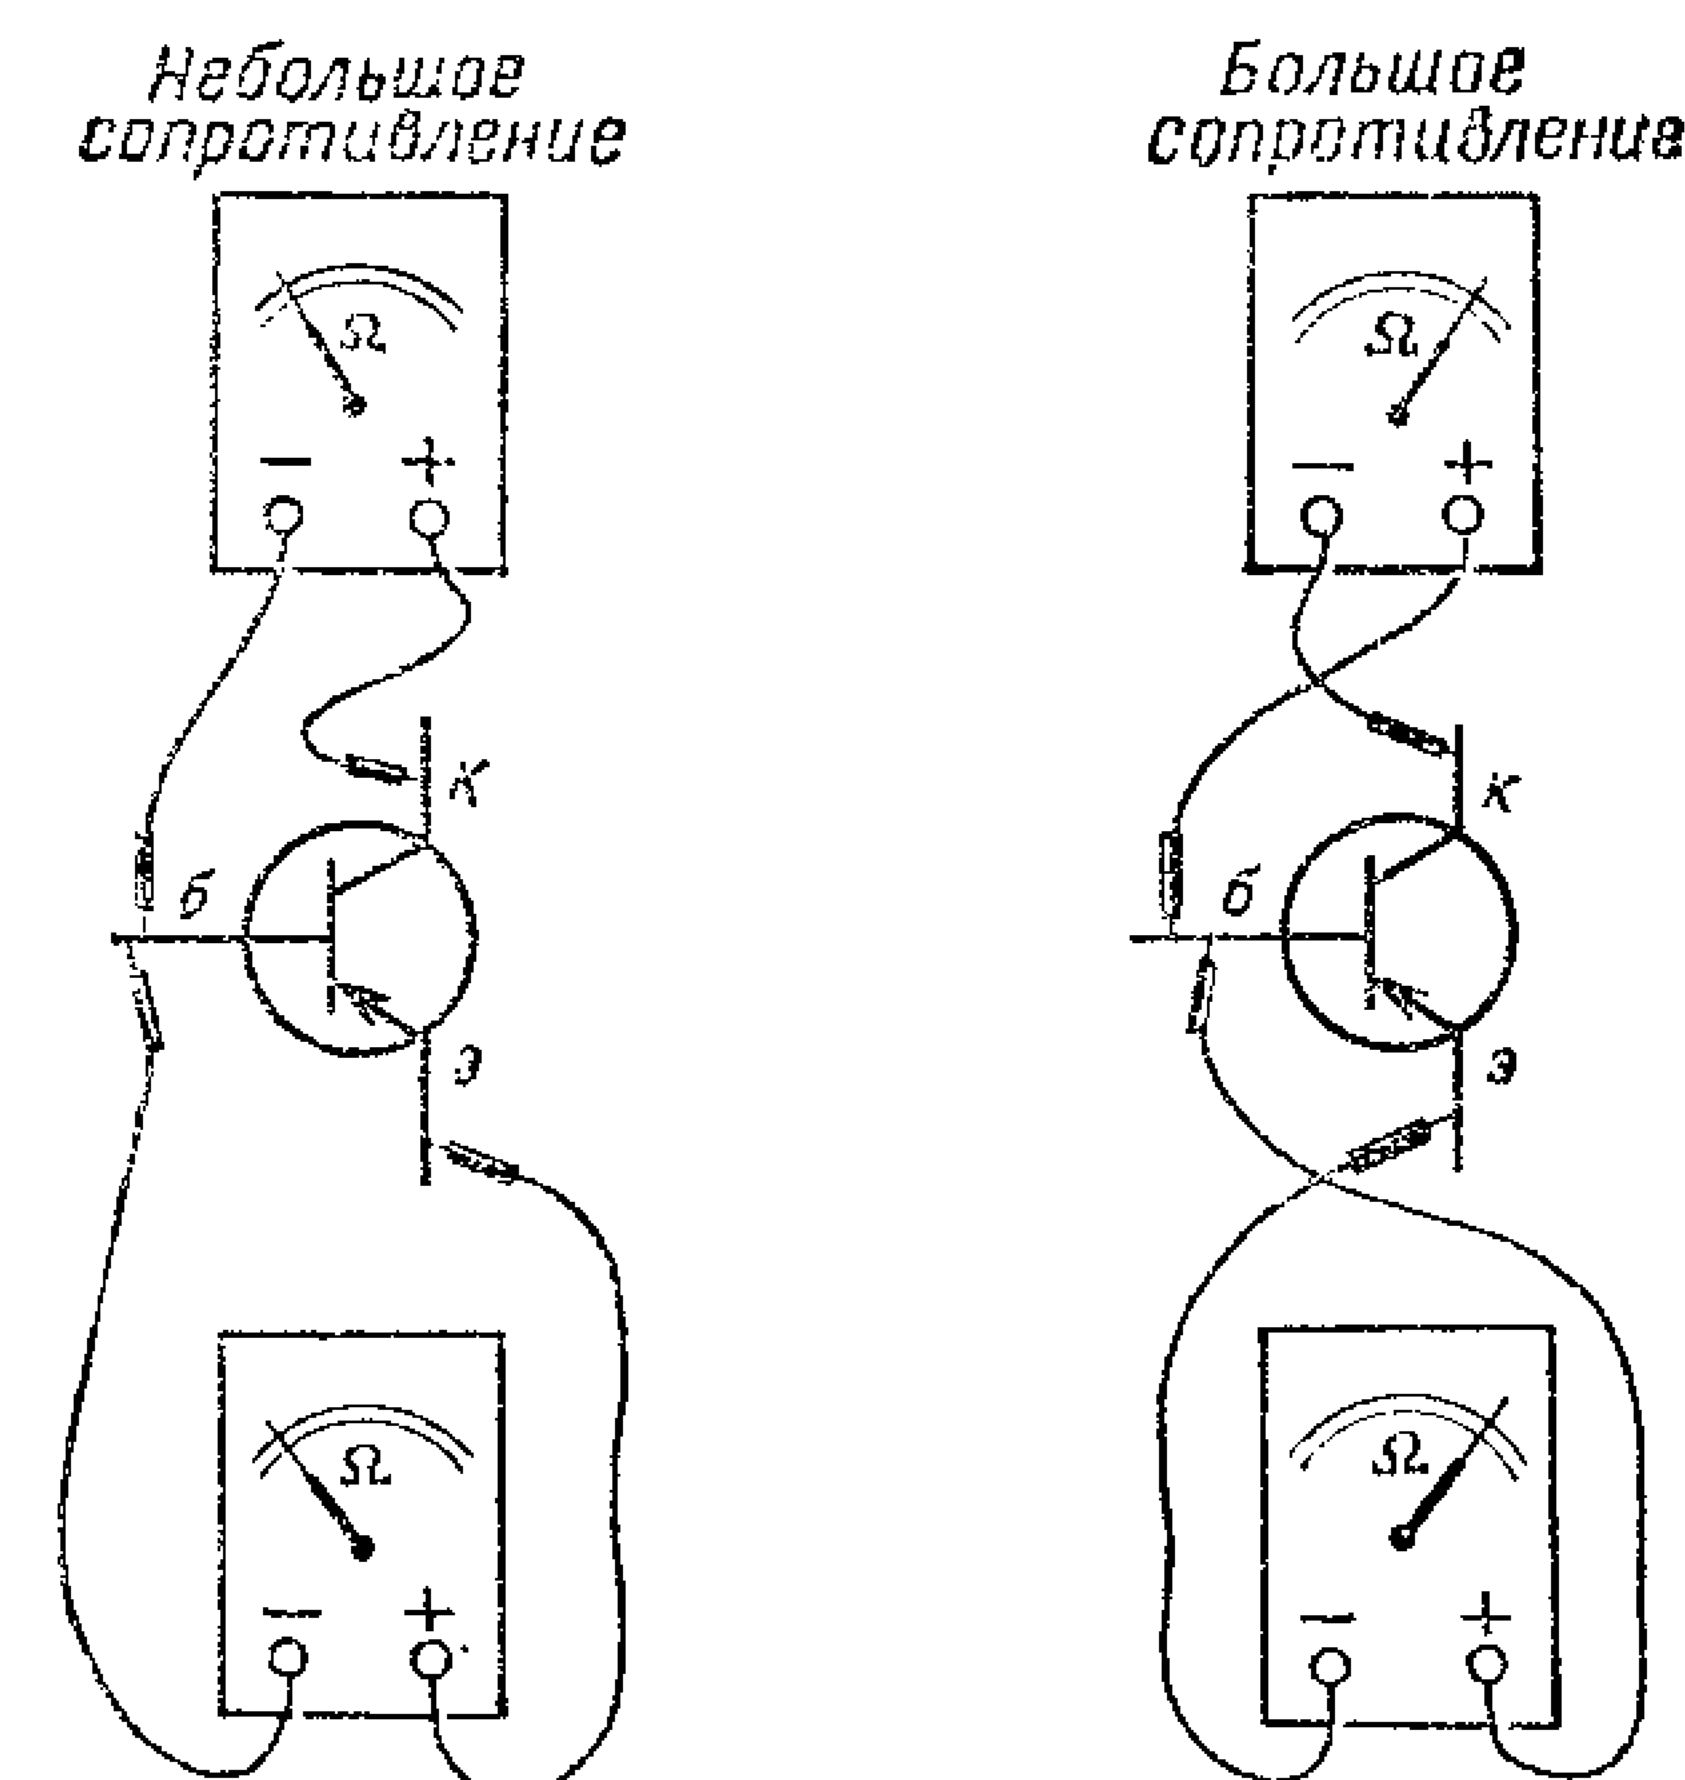 Небольшое
сопротивление
Большое
сопротивление
Ω
Ω
— +
— +
К
К
б
б
э
э
Ω
Ω
— +
— +